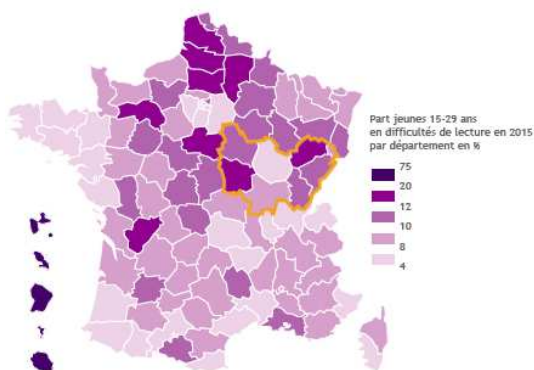 Part jeunes 15-29 ans
en difficultés de lecture en 2015
par département en %
75
20
12
10
8
4